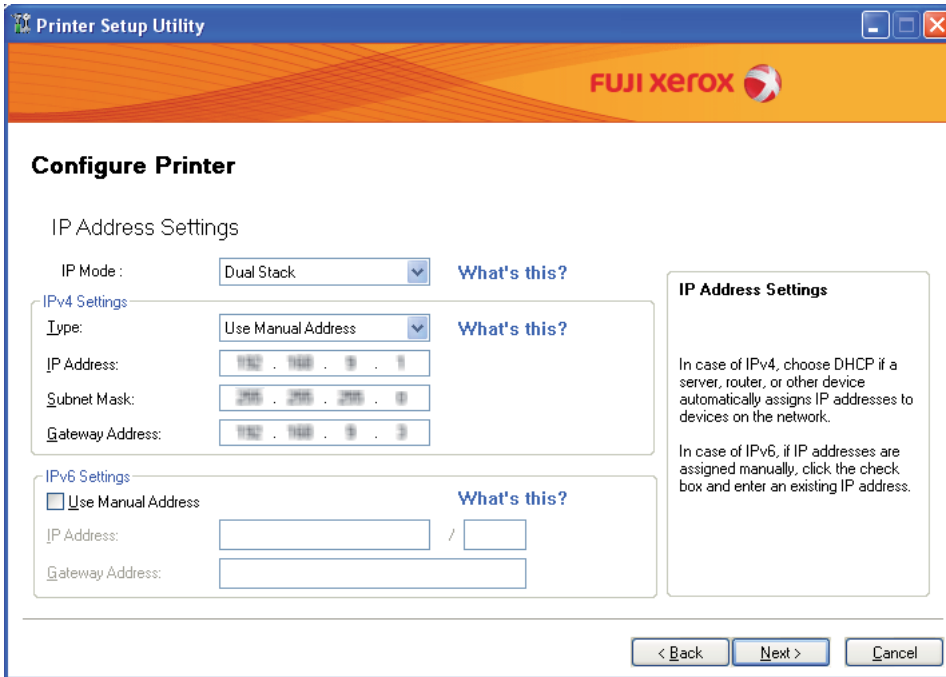 Printer Setup Utility
FUJI xerox
Configure Printer
IP Address Settings
IP Mode :
Dual Stack
What's this?
IPv4 Settings
Type:
Use Manual Address
What's this?
IP Address:
Subnet Mask:
Gateway Address:
IPv6 Settings
Use Manual Address
What's this?
IP Address:
/
Gateway Address:
IP Address Settings
In case of IPv4, choose DHCP if a
server, router, or other device
automatically assigns IP addresses to
devices on the network.
In case of IPv6, if IP addresses are
assigned manually, click the check
box and enter an existing IP address.
< Back
Next >
Cancel